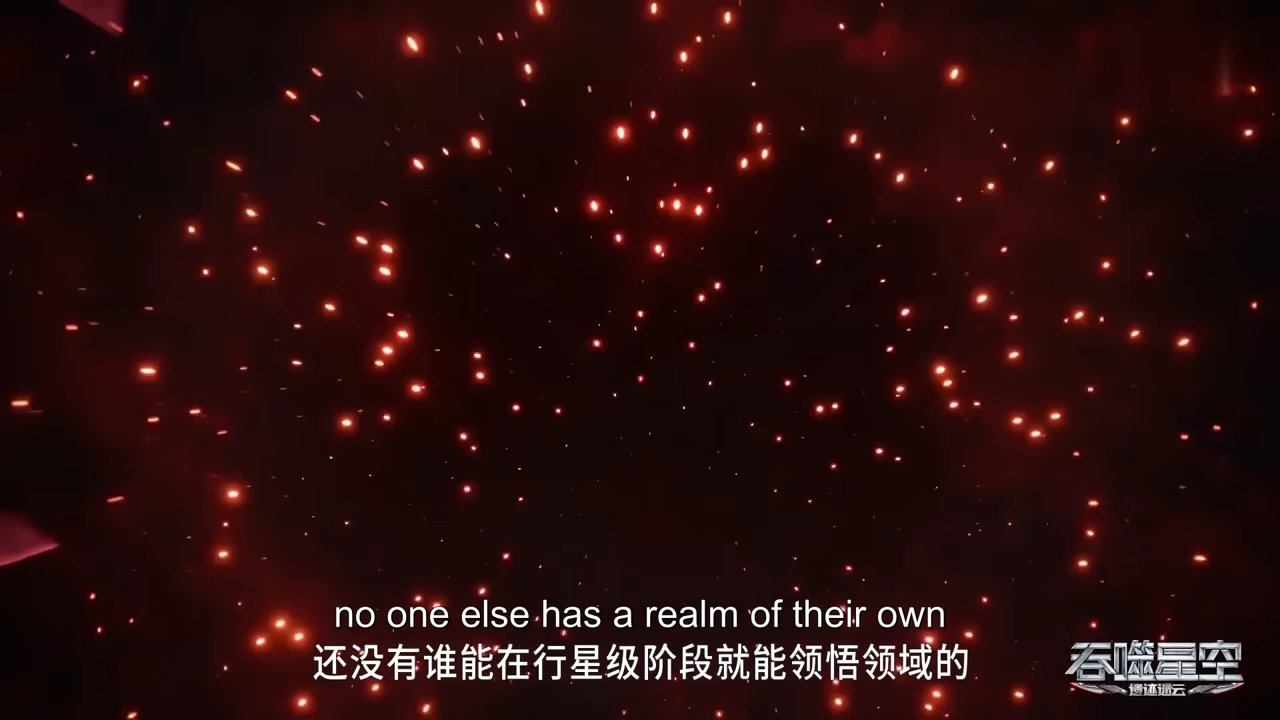 no one else has a realm of their own
还没有谁能在行星级阶段就能领悟领域的
吞噬星空